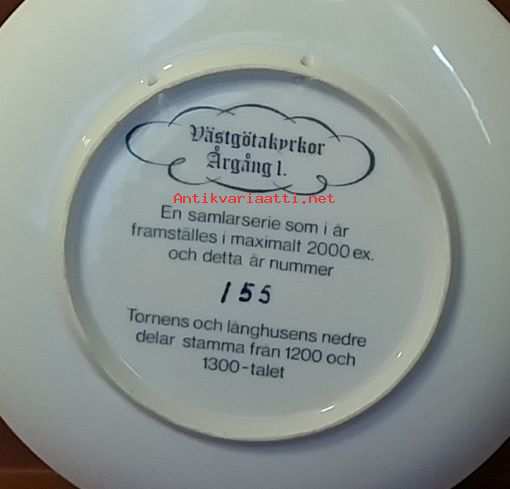 Västgötakyrkor
Årgång 1.
Antikvariaatti.net
En samlarserie som i år
framställes i maximalt 2000 ex.
och detta är nummer
155
Tornens och långhusens nedre
delar stamma från 1200 och
1300-talet